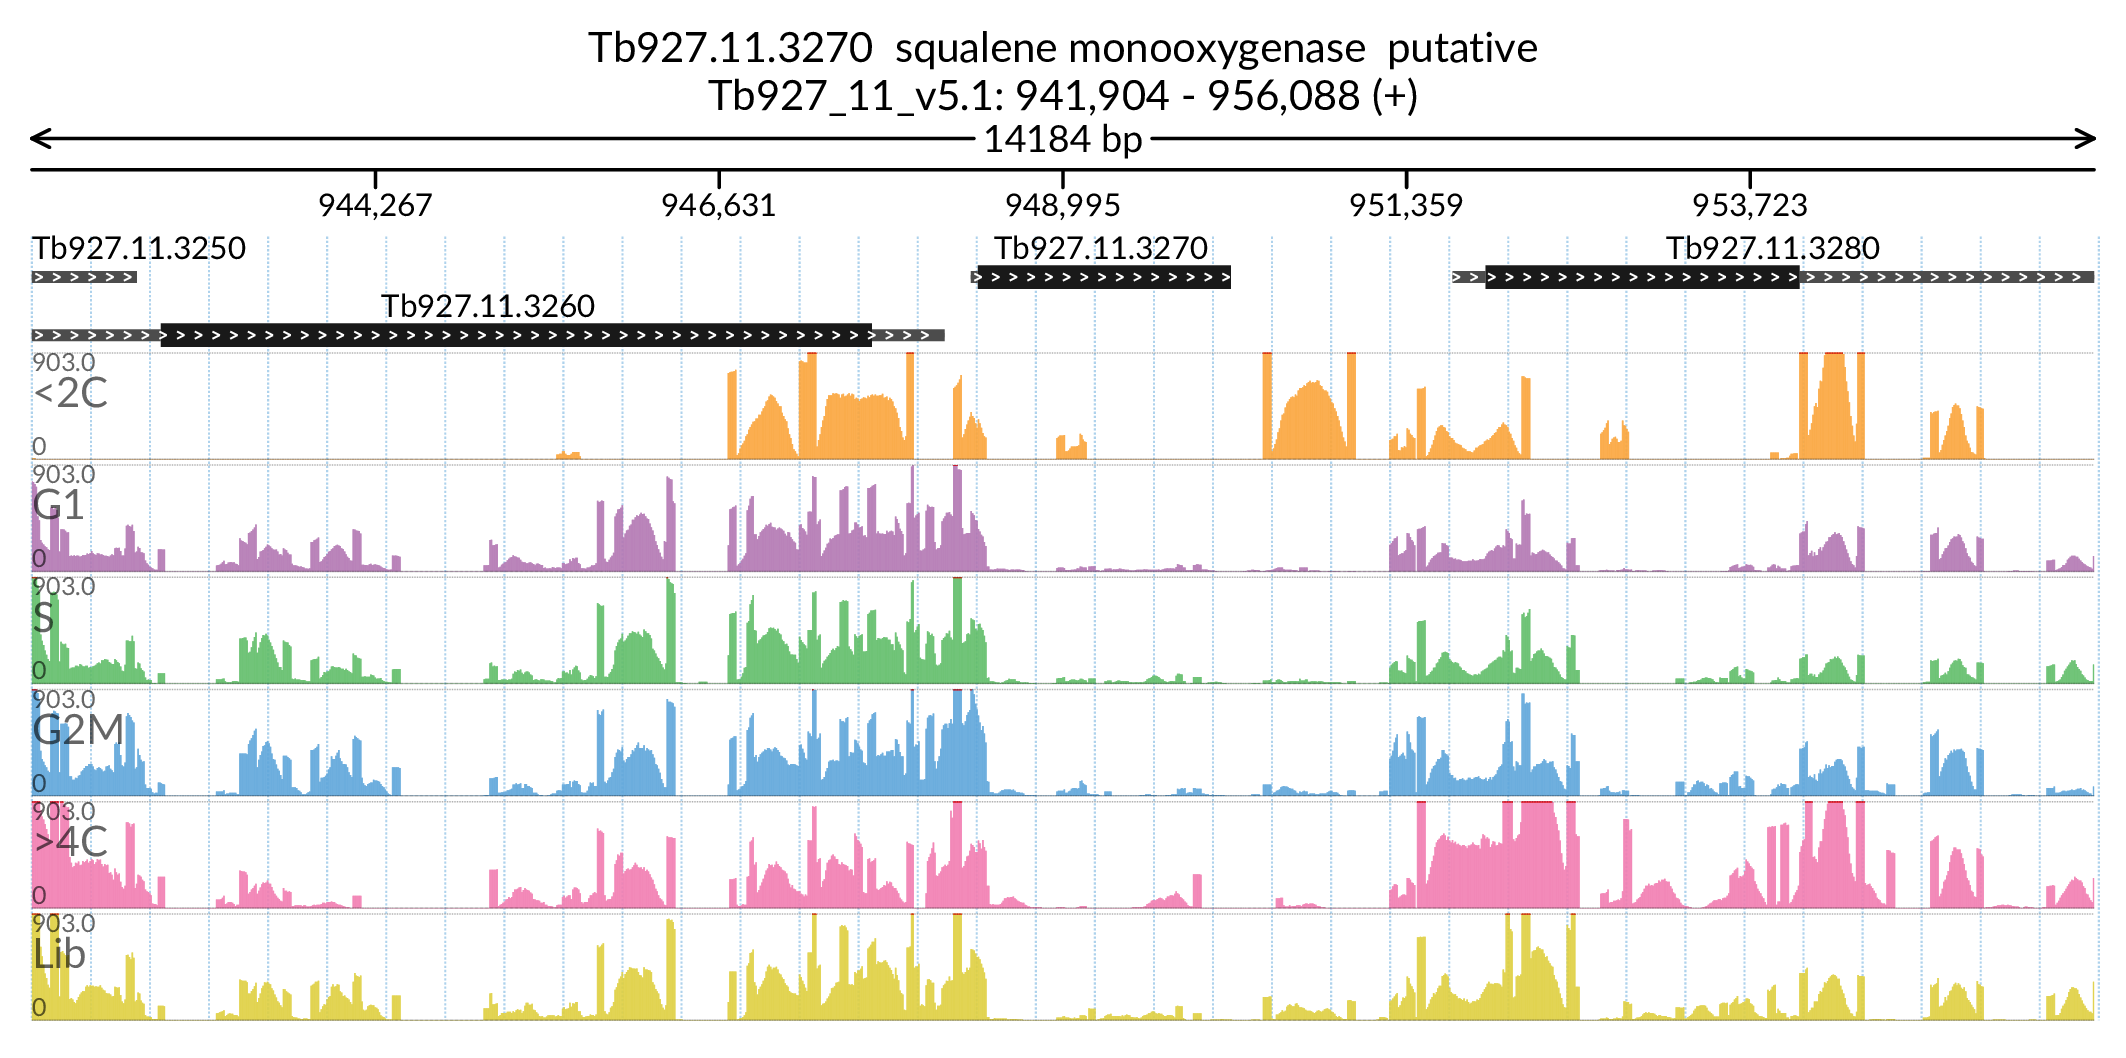 Tb927.11.3270 squalene monooxygenase putative
Tb927_11_v5.1: 941,904 - 956,088 (+)
14184 bp
944,267 946,631 948,995 951,359 953,723
Tb927.11.3250 Tb927.11.3270 Tb927.11.3280
Tb927.11.3260
903.0
<2C
0
903.0
G1
0
903.0
S
0
903.0
G2M
0
903.0
>4C
0
903.0
Lib
0